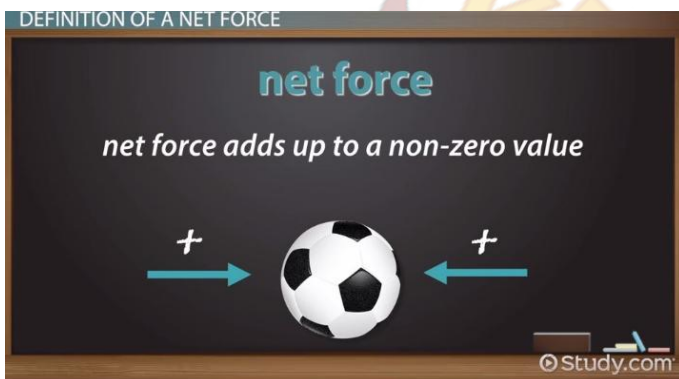 DEFINITION OF A NET FORCE
net force
net force adds up to a non-zero value
+ +
Study.com